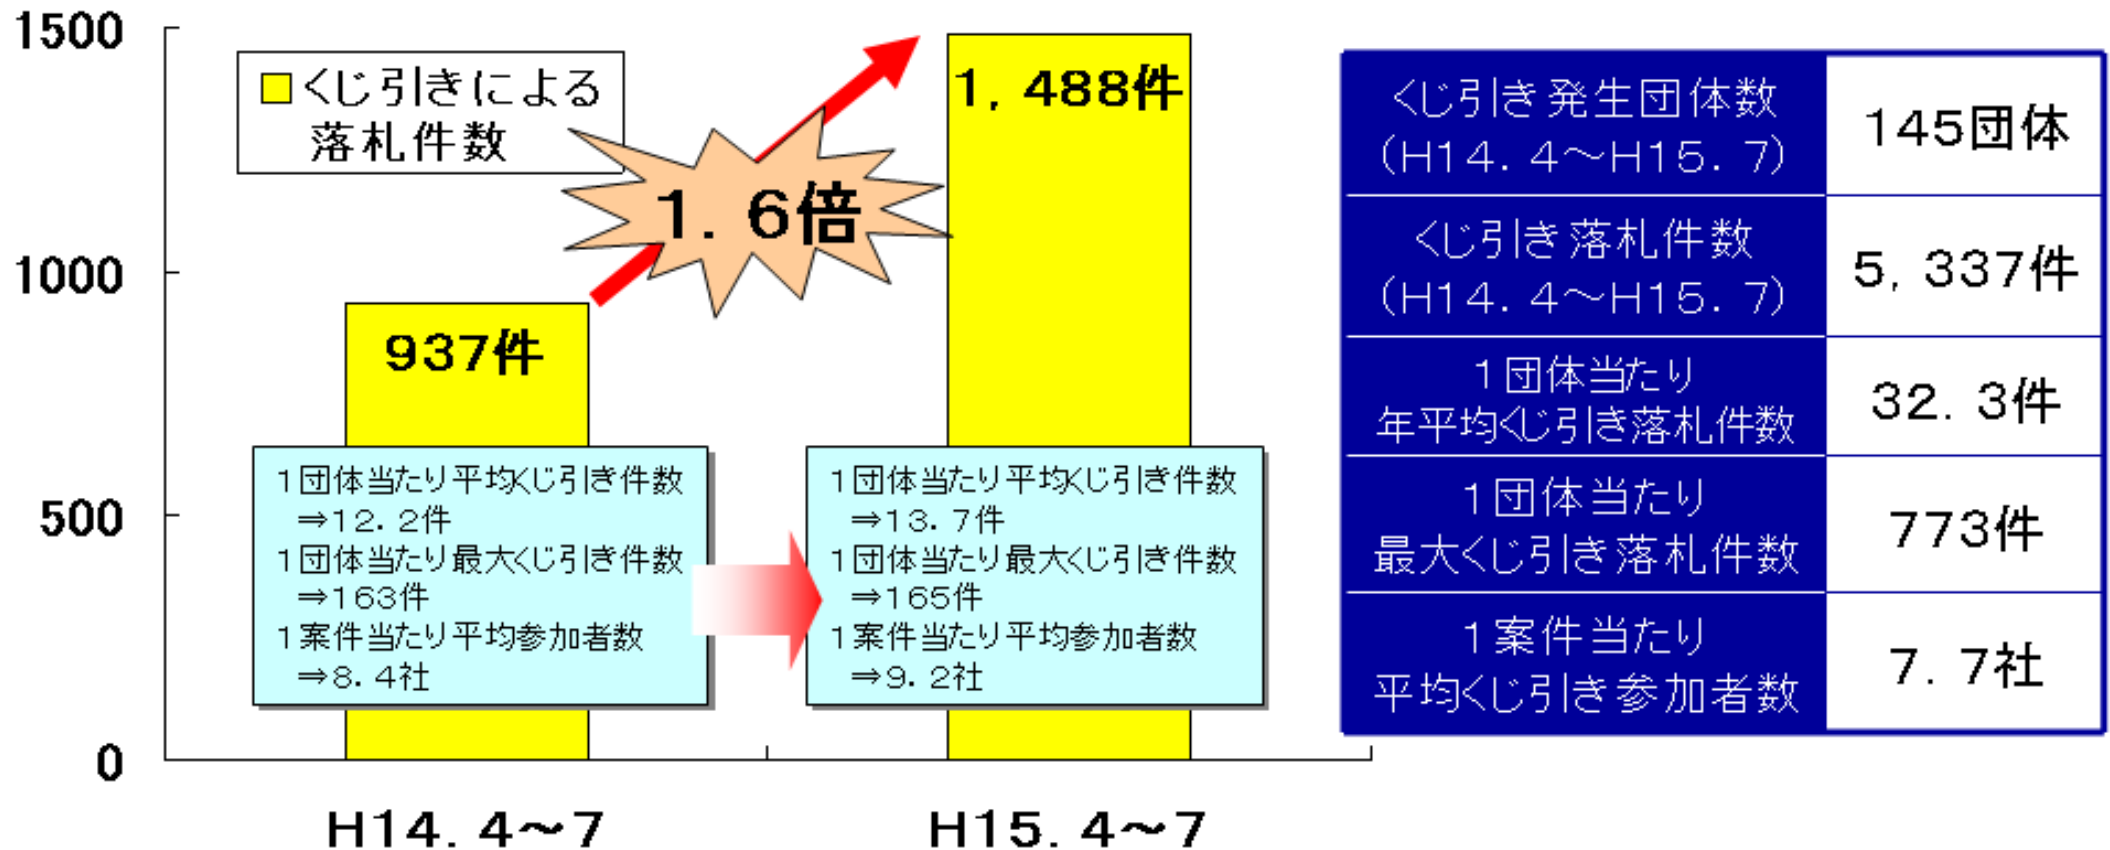 1500
1000
500
0
くじ引きによる
落札件数
1.6倍
937件
1,488件
1団体当たり平均くじ引き件数
⇒12.2件
1団体当たり最大くじ引き件数
⇒163件
1案件当たり平均参加者数
⇒8.4社
1団体当たり平均くじ引き件数
⇒13.7件
1団体当たり最大くじ引き件数
⇒165件
1案件当たり平均参加者数
⇒9.2社
H14.4~7
H15.4~7
くじ引き発生団体数
(H14.4~H15.7)
145団体
くじ引き落札件数
(H14.4~H15.7)
5,337件
1団体当たり
年平均くじ引き落札件数
32.3件
1団体当たり
最大くじ引き落札件数
773件
1案件当たり
平均くじ引き参加者数
7.7社